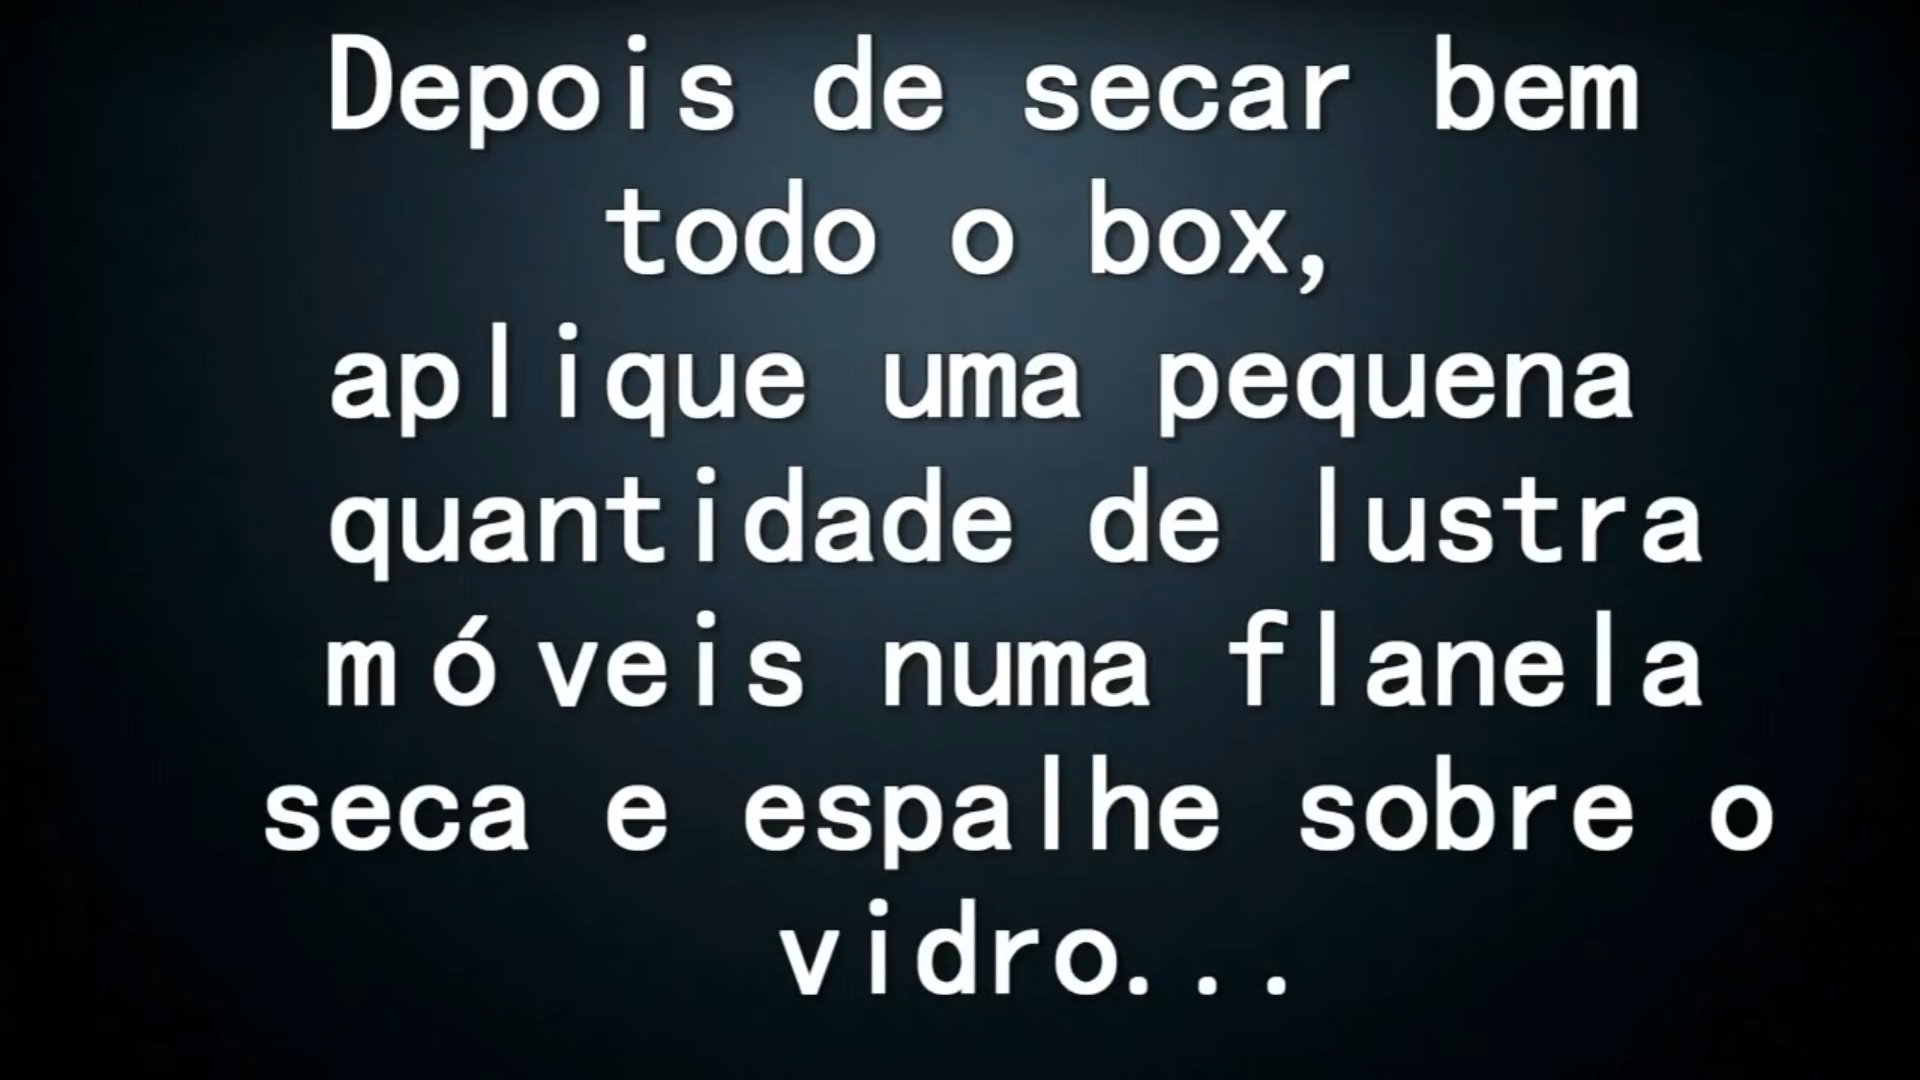 Depois de secar bem
todo o box,
aplique uma pequena
quantidade de lustra
móveis numa flanela
seca e espalhe sobre o
vidro...